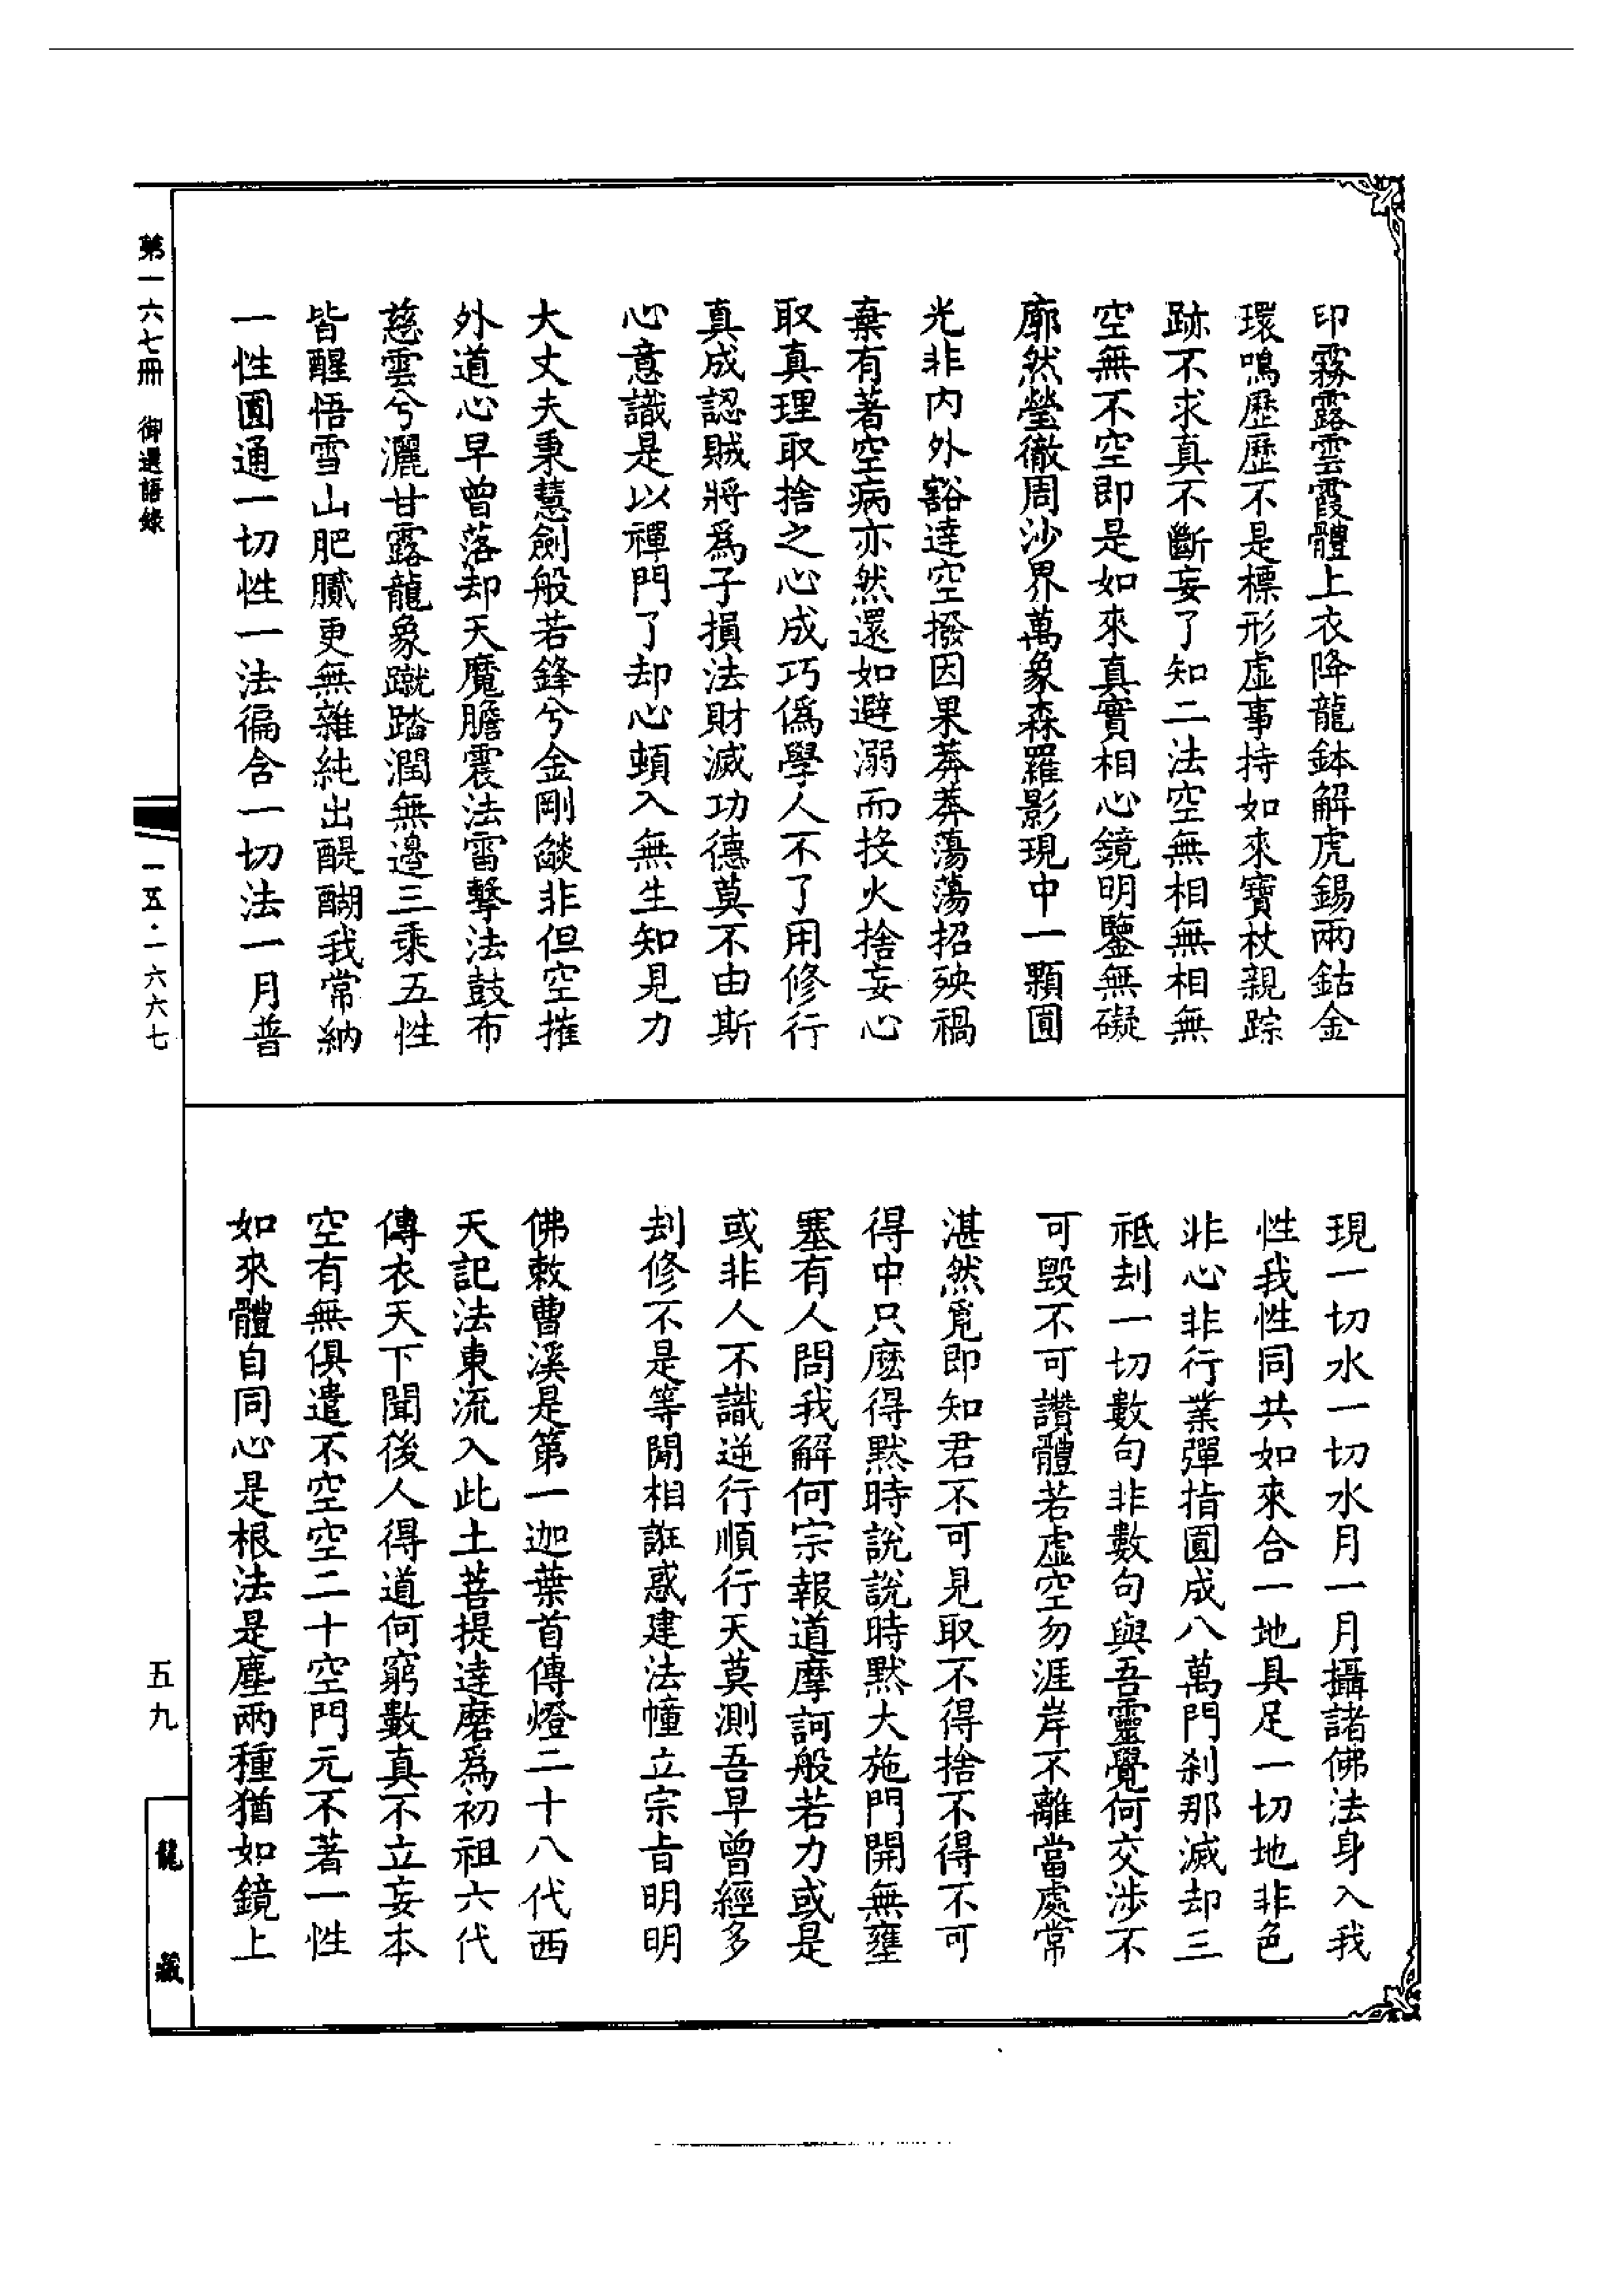 印霧露雲霞體上衣降龍鉢解虎錫兩鈷金
環鳴歷歷不是標形虛事持如來寶杖親踪
跡不求真不斷妄了知二法空無相無相無
空無不空即是如來真實相心鏡明鑒無礙
廓然瑩徹周沙界萬象森羅影現中一顆圓
光非內外豁達空撥因果莽莽蕩蕩招殃禍
棄有著空病亦然還如避溺而投火捨妄心
取真理取捨之心成巧偽學人不了用修行
真成認賊將爲子損法財滅功德莫不由斯
心意識是以禪門了却心頓入無生知見力
大丈夫秉慧劍般若鋒兮金剛燄非但空摧
外道心早曾落却天魔膽震法雷擊法鼓布
慈雲兮灑甘露龍象蹴踏潤無邊三乘五性
皆醒悟雪山肥膩更無雜純出醍醐我常納
一性圓通一切性一法徧含一切法一月普
現一切水一切水月一月攝諸佛法身入我
性我性同共如來合一地具足一切地非色
非心非行業彈指圓成八萬門刹那滅却三
祗刦一切數句非數句與吾靈覺何交涉不
可毀不可讚體若虛空勿涯岸不離當處常
湛然覓即知君不可見取不得捨不得不可
得中只麽得默時說說時默大施門開無壅
塞有人問我解何宗報道摩訶般若力或是
或非人不識逆行順行天莫測吾早曾經多
刦修不是等閒相誑惑建法幢立宗旨明明
佛敕曹溪是第一迦葉首傳燈二十八代西
天記法東流入此土菩提達磨爲初祖六代
傳衣天下聞後人得道何窮數真不立妄本
空有無俱遣不空空二十空門元不著一性
如來體自同心是根法是塵兩種猶如鏡上
第一六七冊　御選語錄
一五·一六六七
五九
龍藏